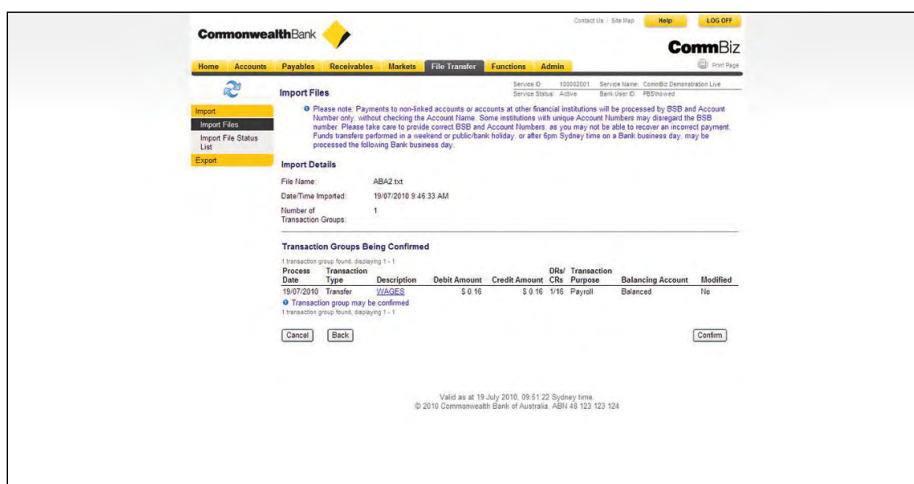 Contact Us | Site Map Help LOG OFF
CommonwealthBank
CommBiz
Home Accounts Payables Receivables Markets File Transfer Functions Admin Print Page
Service ID: 100002001 Service Name: CommBiz Demonstration Live
Service Status: Active Bank User ID:
Import Files
Import
Import Files
Import File Status
List
Export
Please note: Payments to non-linked accounts or accounts at other financial institutions will be processed by BSB and Account
Number only, without checking the Account Name. Some institutions with unique Account Numbers may disregard the BSB
number. Please take care to provide correct BSB and Account Numbers, as you may not be able to recover an incorrect payment.
Funds transfers performed in a weekend or public/bank holiday, or after 6pm Sydney time on a Bank business day, may be
processed the following Bank business day.
Import Details
File Name: ABA2.txt
Date/Time Imported: 19/07/2010 9:46:33 AM
Number of 1
Transaction Groups:
Transaction Groups Being Confirmed
1 transaction group found, displaying 1 - 1
Process Transaction DRs/ Transaction
Date Type Description Debit Amount Credit Amount CRs Purpose Balancing Account Modified
19/07/2010 Transfer WAGES $ 0.16 $ 0.16 1/16 Payroll Balanced No
Transaction group may be confirmed
1 transaction group found, displaying 1 - 1
Cancel Back Confirm
Valid as at 19 July 2010, 09:51:22 Sydney time.
© 2010 Commonwealth Bank of Australia. ABN 48 123 123 124